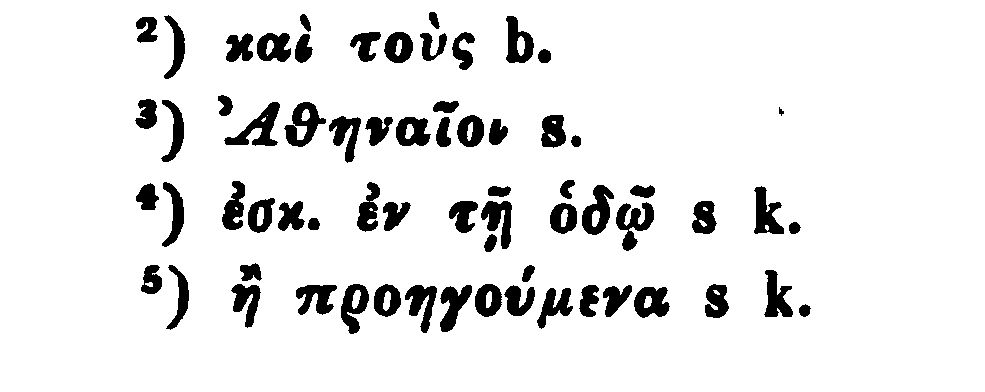 ²) καὶ τοὺς b.
³) Ἀθηναῖοι s.
⁴) ἐσκ. ἐν τῇ ὁδῷ s k.
⁵) ἢ προηγούμενα s k.